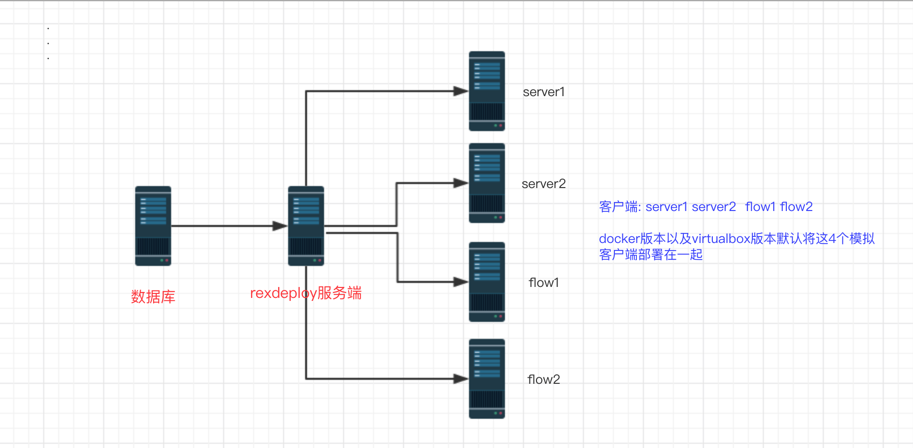 server1
server2
客户端: server1 server2 flow1 flow2
docker版本以及virtualbox版本默认将这4个模拟
客户端部署在一起
flow1
数据库
rexdeploy服务端
flow2